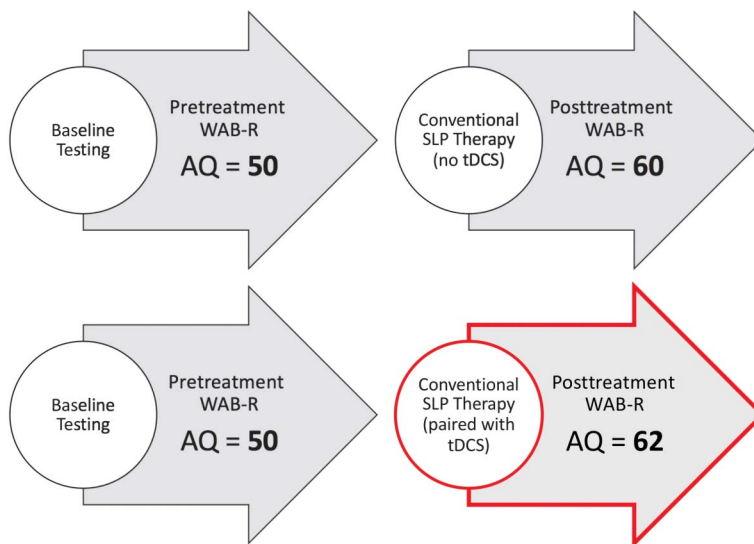 Baseline
Testing
Pretreatment
WAB-R
AQ = 50
Conventional
SLP Therapy
(no tDCS)
Posttreatment
WAB-R
AQ = 60
Baseline
Testing
Pretreatment
WAB-R
AQ = 50
Conventional
SLP Therapy
(paired with
tDCS)
Posttreatment
WAB-R
AQ = 62